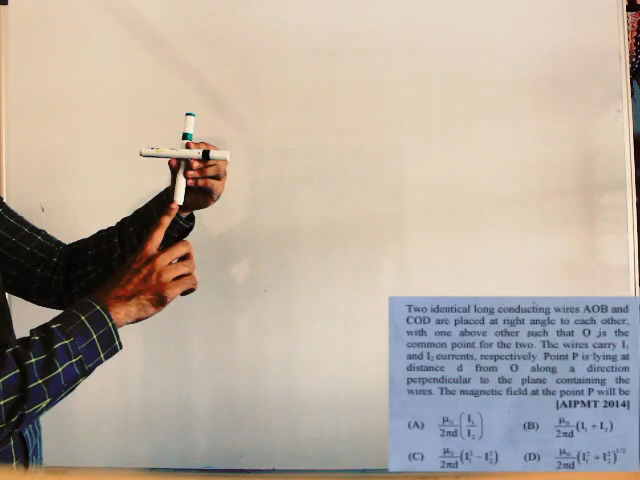 Two identical long conducting wires AOB and
COD are placed at right angle to each other,
with one above other such that O is the
common point for the two. The wires carry I₁
and I₂ currents, respectively. Point P is lying at
distance d from O along a direction
perpendicular to the plane containing the
wires. The magnetic field at the point P will be
[AIPMT 2014]
(A) μ₀/2πd (I₁/I₂) (B) μ₀/2πd (I₁ + I₂)
(C) μ₀/2πd (I₁² − I₂²) (D) μ₀/2πd (I₁² + I₂²)^1/2